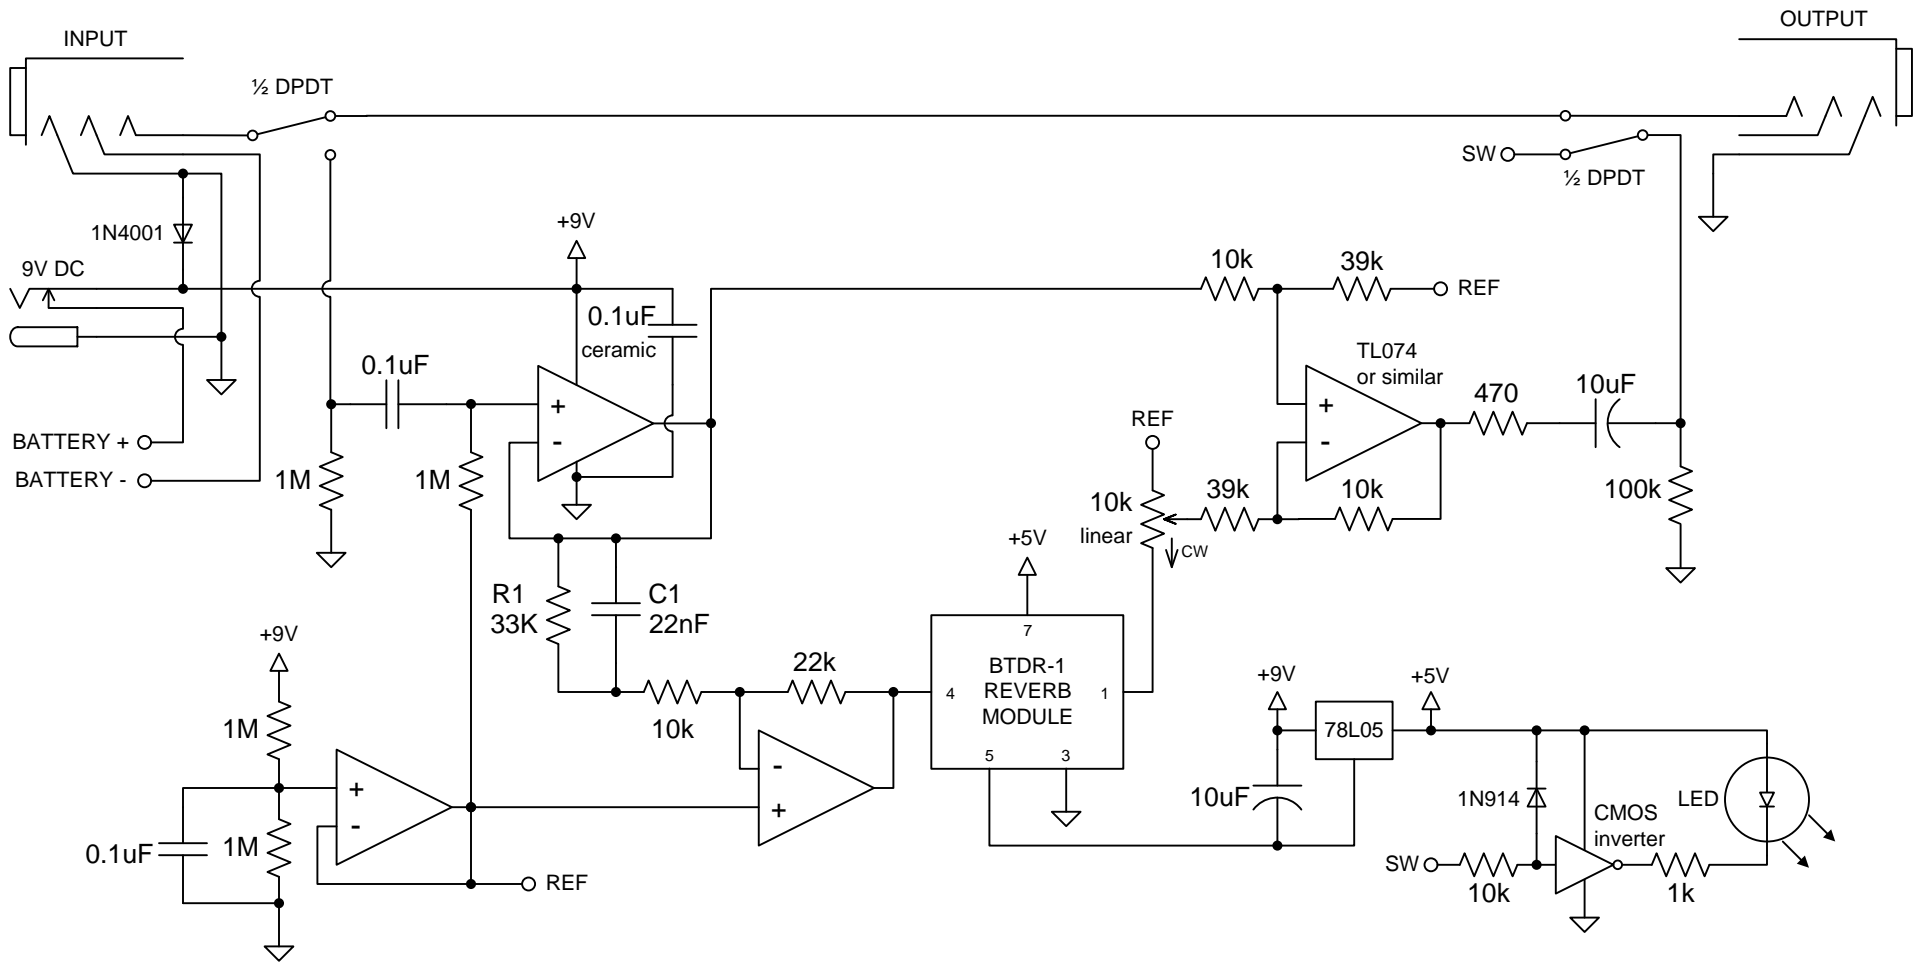 INPUT
OUTPUT
½ DPDT
SW
½ DPDT
1N4001
+9V
9V DC
10k
39k
REF
0.1uF
ceramic
0.1uF
TL074
or similar
+
-
+
-
470
10uF
REF
BATTERY +
BATTERY -
1M
1M
10k
linear
CW
39k
10k
100k
+5V
R1
33K
C1
22nF
7
BTDR-1
REVERB
MODULE
4
1
5
3
+9V
22k
10k
+9V
+5V
1M
78L05
-
+
+
-
10uF
1N914
CMOS
inverter
LED
0.1uF
1M
REF
SW
10k
1k